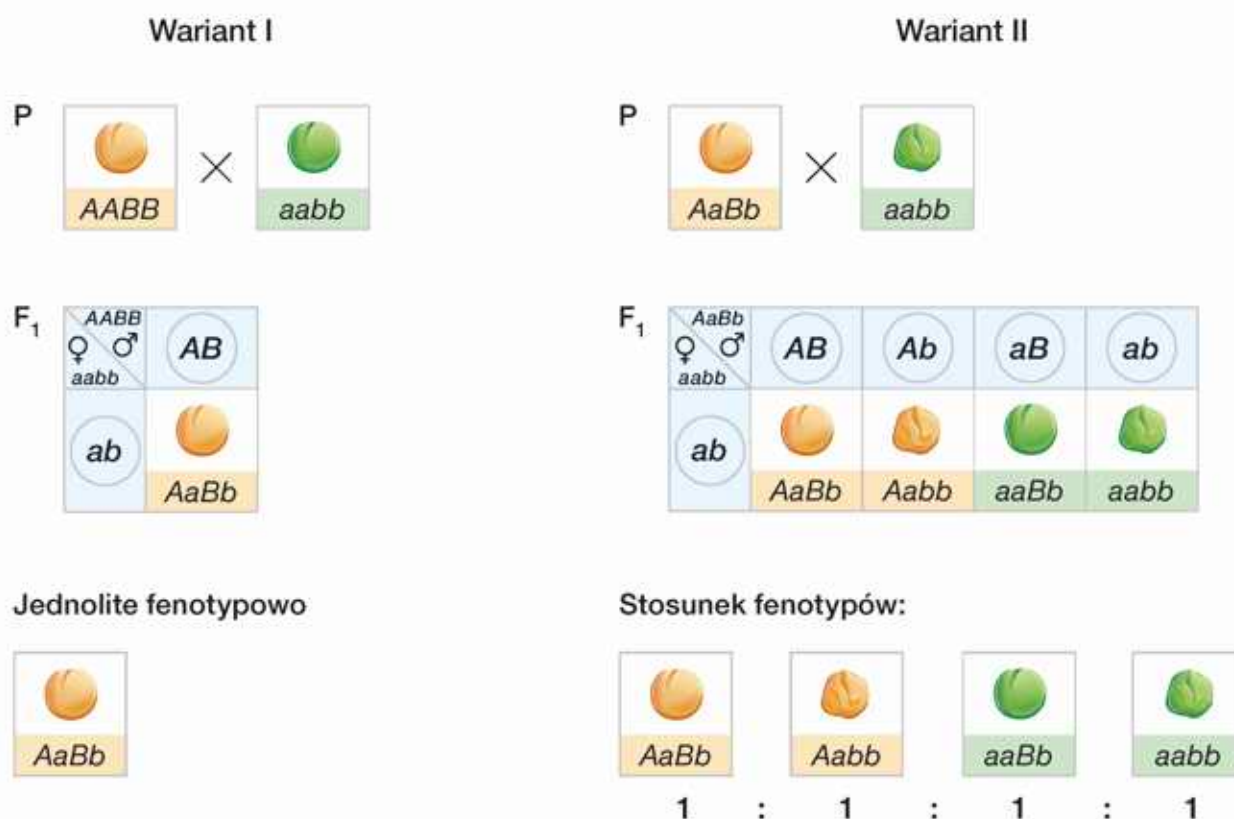 Wariant I
P
AABB
×
aabb
F₁
AABB
♀ ♂
aabb
AB
ab
AaBb
Jednolite fenotypowo
AaBb
Wariant II
P
AaBb
×
aabb
F₁
AaBb
♀ ♂
aabb
AB Ab aB ab
ab
AaBb Aabb aaBb aabb
Stosunek fenotypów:
AaBb Aabb aaBb aabb
1 : 1 : 1 : 1